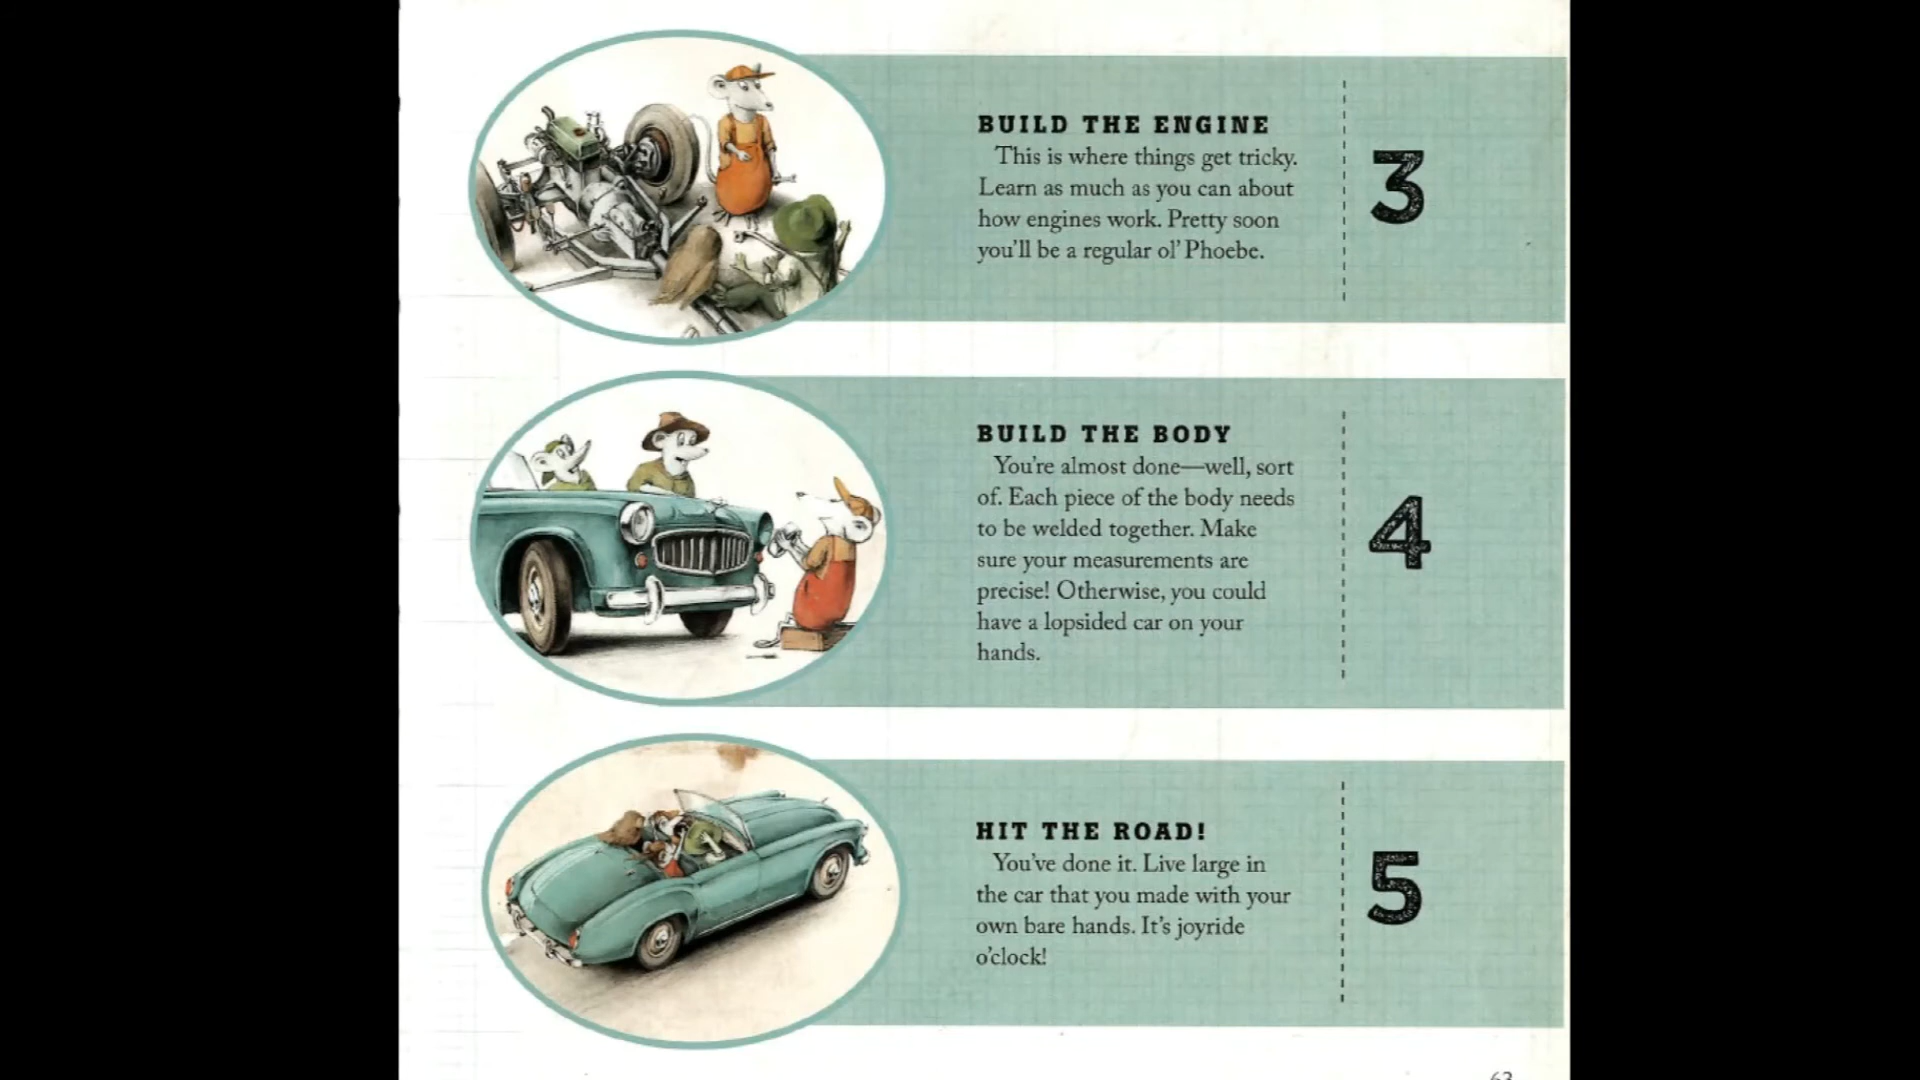 BUILD THE ENGINE
This is where things get tricky.
Learn as much as you can about
how engines work. Pretty soon
you'll be a regular ol' Phoebe.
3
BUILD THE BODY
You're almost done—well, sort
of. Each piece of the body needs
to be welded together. Make
sure your measurements are
precise! Otherwise, you could
have a lopsided car on your
hands.
4
HIT THE ROAD!
You've done it. Live large in
the car that you made with your
own bare hands. It's joyride
o'clock!
5
63